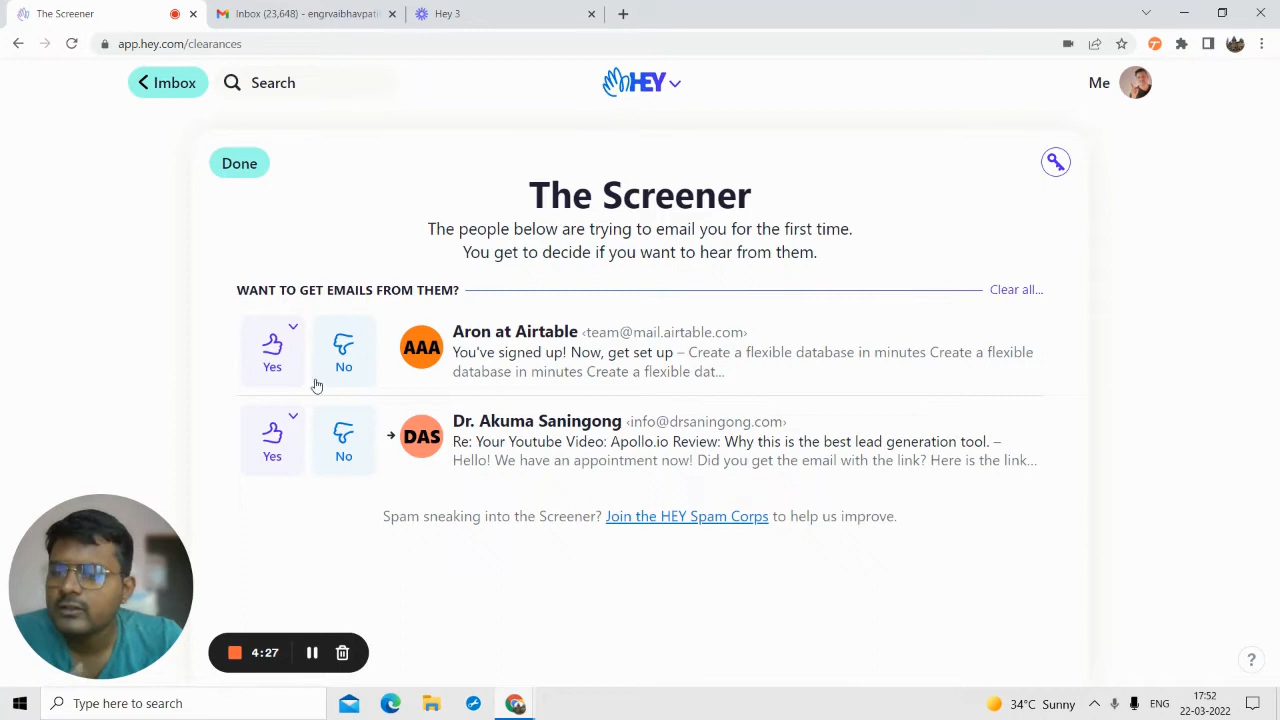 The Screener
Inbox (23,648) - engrvaibhavpati
Hey 3
app.hey.com/clearances
Imbox
Search
HEY
Me
Done
The Screener
The people below are trying to email you for the first time.
You get to decide if you want to hear from them.
WANT TO GET EMAILS FROM THEM?
Clear all...
Yes
No
AAA
Aron at Airtable ‹team@mail.airtable.com›
You've signed up! Now, get set up – Create a flexible database in minutes Create a flexible
database in minutes Create a flexible dat...
Yes
No
DAS
Dr. Akuma Saningong ‹info@drsaningong.com›
Re: Your Youtube Video: Apollo.io Review: Why this is the best lead generation tool. –
Hello! We have an appointment now! Did you get the email with the link? Here is the link...
Spam sneaking into the Screener? Join the HEY Spam Corps to help us improve.
4:27
?
Type here to search
34°C Sunny
ENG
17:52
22-03-2022